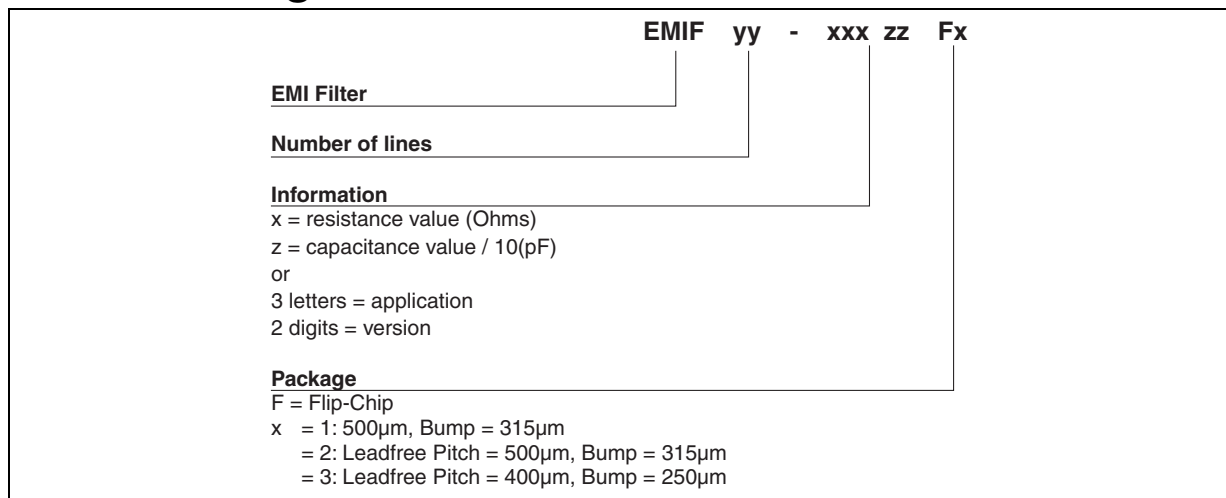 EMIF yy - xxx zz Fx
EMI Filter
Number of lines
Information
x = resistance value (Ohms)
z = capacitance value / 10(pF)
or
3 letters = application
2 digits = version
Package
F = Flip-Chip
x = 1: 500µm, Bump = 315µm
= 2: Leadfree Pitch = 500µm, Bump = 315µm
= 3: Leadfree Pitch = 400µm, Bump = 250µm